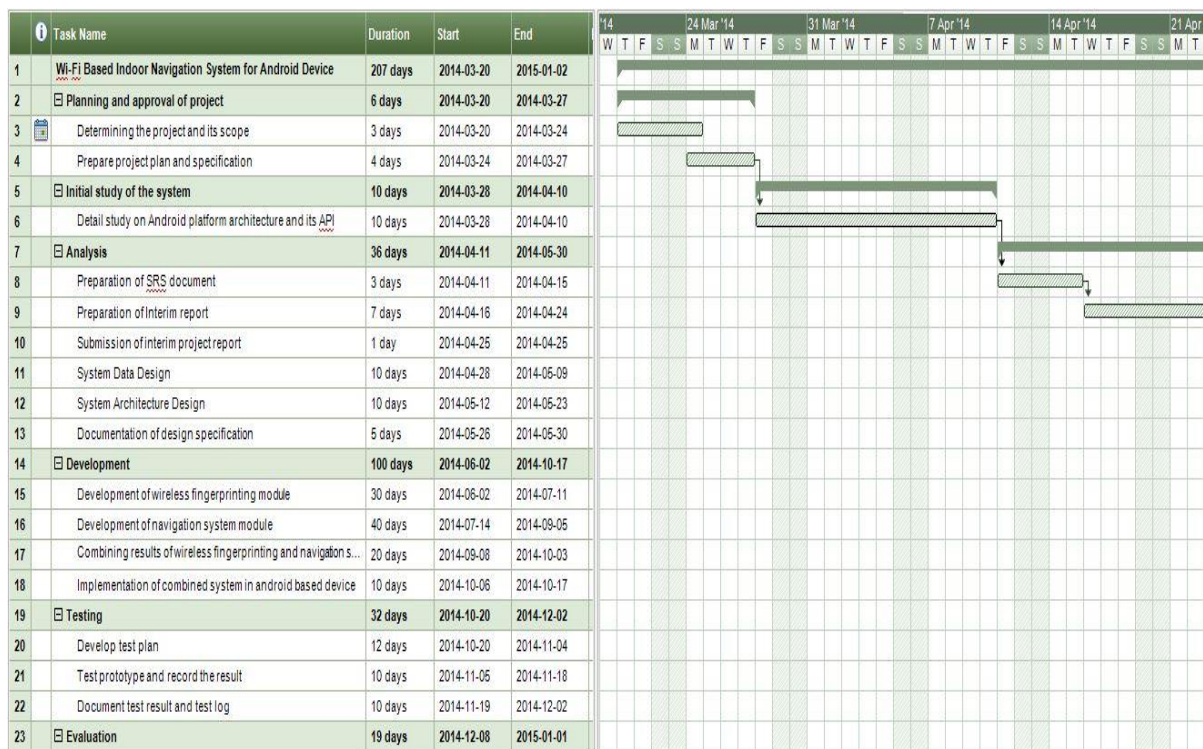 Task Name Duration Start End '14 24 Mar '14 31 Mar '14 7 Apr '14 14 Apr '14 21 Apr
W T F S S M T W T F S S M T W T F S S M T W T F S S M T W T F S S M T
1 Wi-Fi Based Indoor Navigation System for Android Device 207 days 2014-03-20 2015-01-02
2 Planning and approval of project 6 days 2014-03-20 2014-03-27
3 Determining the project and its scope 3 days 2014-03-20 2014-03-24
4 Prepare project plan and specification 4 days 2014-03-24 2014-03-27
5 Initial study of the system 10 days 2014-03-28 2014-04-10
6 Detail study on Android platform architecture and its API 10 days 2014-03-28 2014-04-10
7 Analysis 36 days 2014-04-11 2014-05-30
8 Preparation of SRS document 3 days 2014-04-11 2014-04-15
9 Preparation of Interim report 7 days 2014-04-16 2014-04-24
10 Submission of interim project report 1 day 2014-04-25 2014-04-25
11 System Data Design 10 days 2014-04-28 2014-05-09
12 System Architecture Design 10 days 2014-05-12 2014-05-23
13 Documentation of design specification 5 days 2014-05-26 2014-05-30
14 Development 100 days 2014-06-02 2014-10-17
15 Development of wireless fingerprinting module 30 days 2014-06-02 2014-07-11
16 Development of navigation system module 40 days 2014-07-14 2014-09-05
17 Combining results of wireless fingerprinting and navigation s... 20 days 2014-09-08 2014-10-03
18 Implementation of combined system in android based device 10 days 2014-10-06 2014-10-17
19 Testing 32 days 2014-10-20 2014-12-02
20 Develop test plan 12 days 2014-10-20 2014-11-04
21 Test prototype and record the result 10 days 2014-11-05 2014-11-18
22 Document test result and test log 10 days 2014-11-19 2014-12-02
23 Evaluation 19 days 2014-12-08 2015-01-01